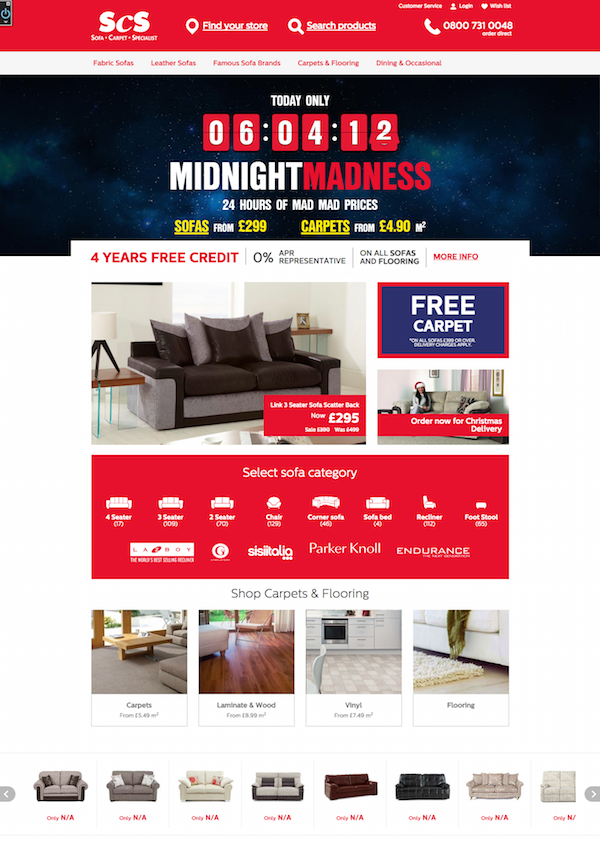 Customer Service Login Wish list
ScS
SOFA • CARPET • SPECIALIST
Find your store
Search products
0800 731 0048
order direct
Fabric Sofas Leather Sofas Famous Sofa Brands Carpets & Flooring Dining & Occasional
TODAY ONLY
06:04:12
MIDNIGHTMADNESS
24 HOURS OF MAD MAD PRICES
SOFAS FROM £299 CARPETS FROM £4.90 M²
4 YEARS FREE CREDIT
0% APR
REPRESENTATIVE
ON ALL SOFAS
AND FLOORING
MORE INFO
Link 3 Seater Sofa Scatter Back
Now £295
Sale £390 Was £499
FREE
CARPET
*ON ALL SOFAS £399 OR OVER.
DELIVERY CHARGES APPLY.
Order now for Christmas
Delivery
Select sofa category
4 Seater
(17)
3 Seater
(109)
2 Seater
(70)
Chair
(129)
Corner sofa
(46)
Sofa bed
(4)
Recliner
(112)
Foot Stool
(65)
LA Z BOY
THE WORLD'S BEST SELLING RECLINER
G
sisiitalia
Parker Knoll
ENDURANCE
THE NEXT GENERATION
Shop Carpets & Flooring
Carpets
From £5.49 m²
Laminate & Wood
From £8.99 m²
Vinyl
From £7.49 m²
Flooring
Only N/A
Only N/A
Only N/A
Only N/A
Only N/A
Only N/A
Only N/A
Only N/